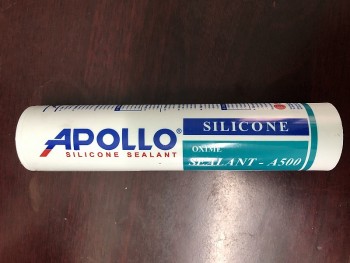 APOLLO®
SILICONE SEALANT
SILICONE
OXIME
SEALANT - A500